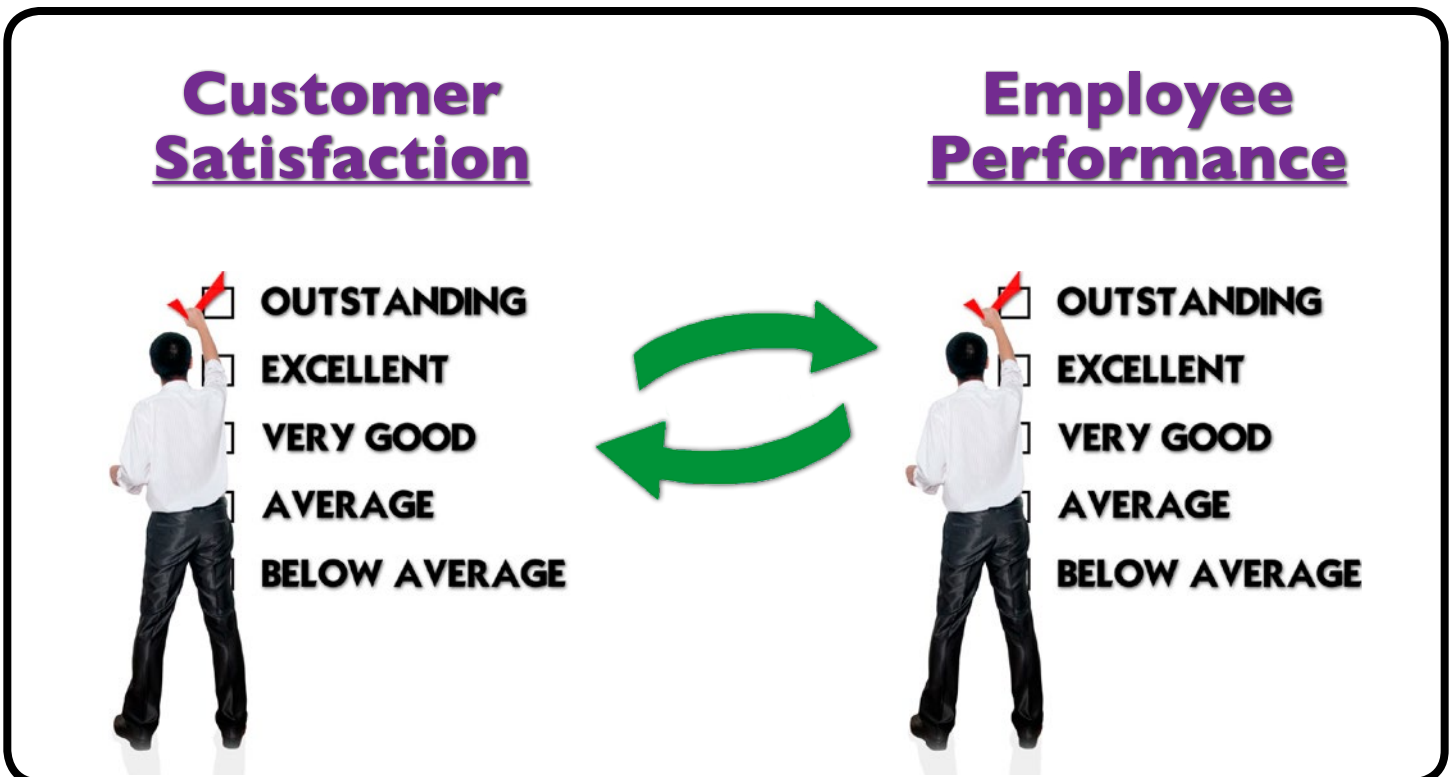 Customer
Satisfaction
OUTSTANDING
EXCELLENT
VERY GOOD
AVERAGE
BELOW AVERAGE
Employee
Performance
OUTSTANDING
EXCELLENT
VERY GOOD
AVERAGE
BELOW AVERAGE